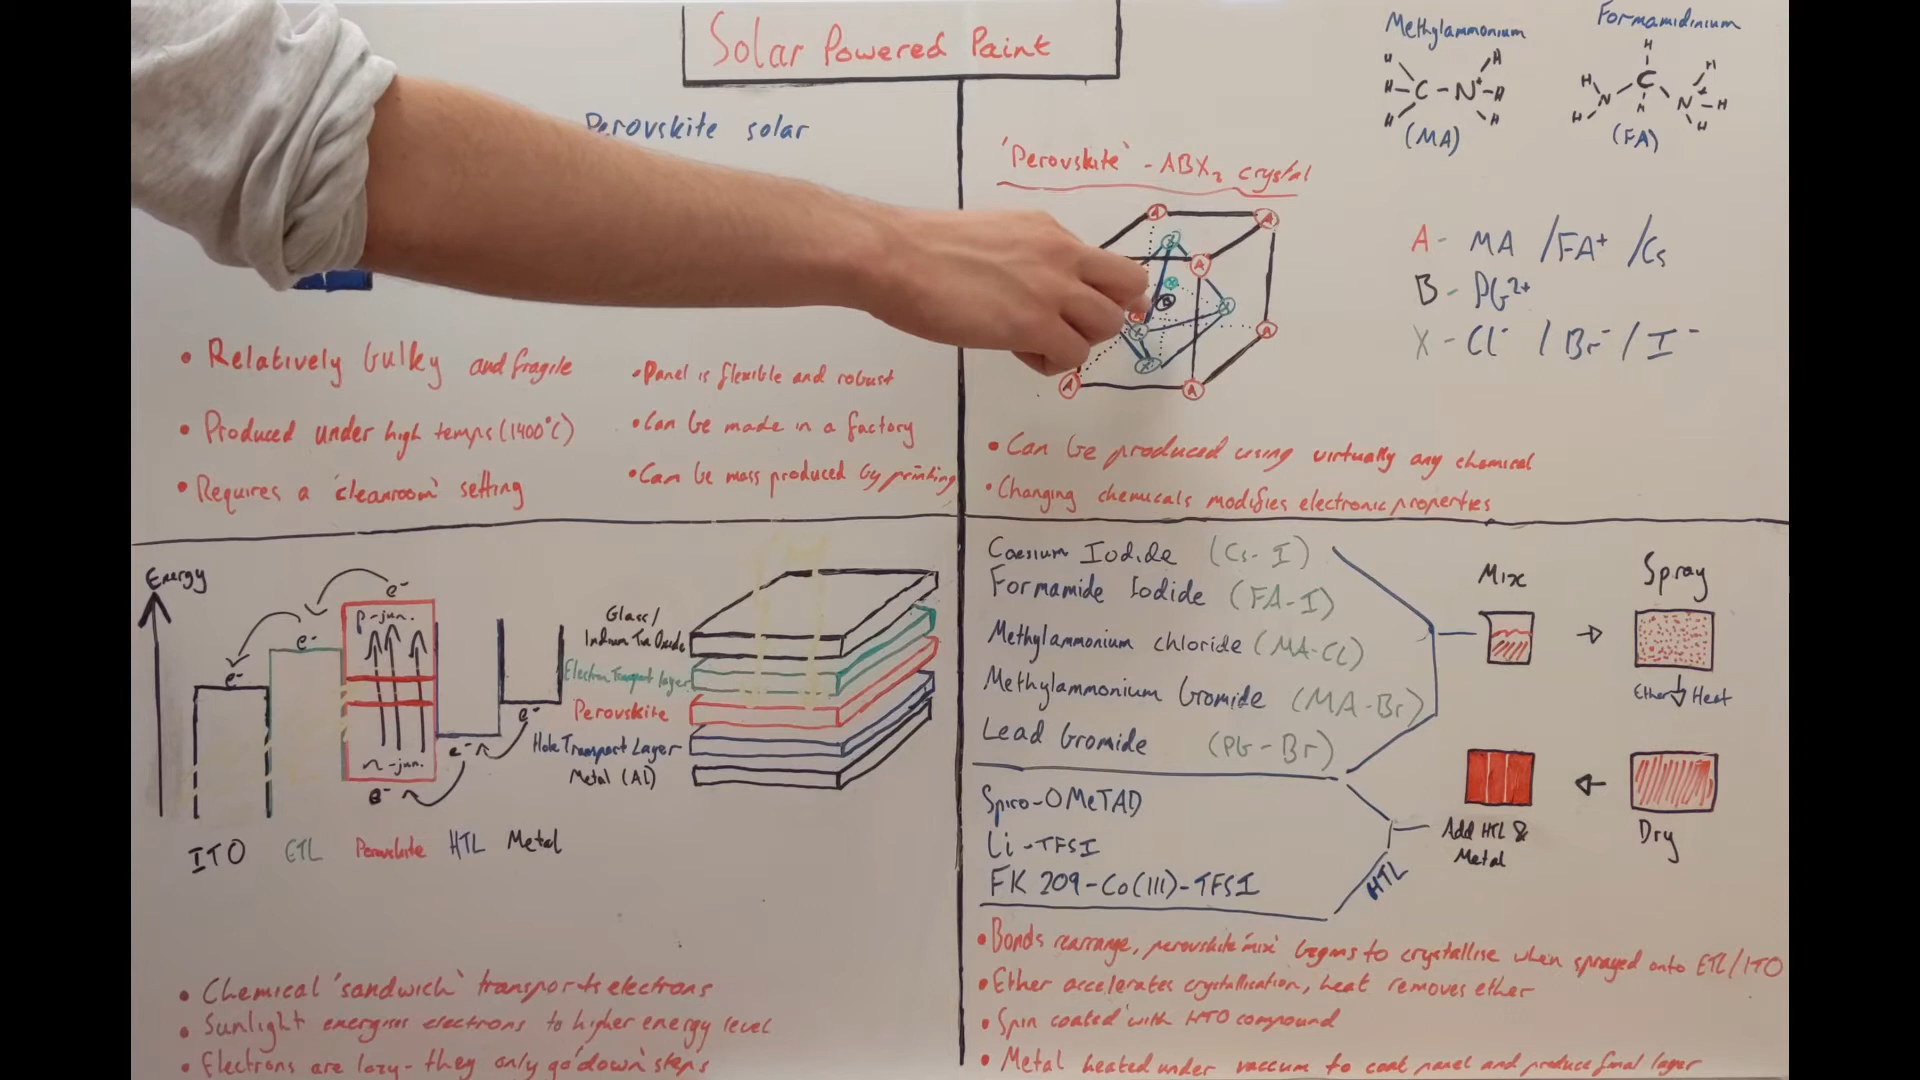 Solar Powered Paint
Perovskite solar
• Relatively bulky and fragile
• Produced under high temps (1400°C)
• Requires a 'cleanroom' setting
• Panel is flexible and robust
• Can be made in a factory
• Can be mass produced by printing
Methylammonium
H H
H - C - N+ - H
H H
(MA)
Formamidinium
H
H C H
N H N+ - H
H H
(FA)
'Perovskite' - ABX3 crystal
A A
X
A
X
B
X X
A
X
A A
A - MA / FA+ / Cs
B - Pb2+
X - Cl- / Br- / I-
• Can be produced using virtually any chemical
• Changing chemicals modifies electronic properties
Energy
e-
p-jun.
e-
e-
n-jun.
e-
e-
e-
ITO ETL Perovskite HTL Metal
Glass/
Indium Tin Oxide
Electron Transport layer
Perovskite
Hole Transport Layer
Metal (Al)
• Chemical 'sandwich' transports electrons
• Sunlight energises electrons to higher energy level
• Electrons are lazy - they only go 'down' steps
Caesium Iodide (Cs-I)
Formamide Iodide (FA-I)
Methylammonium chloride (MA-CL)
Methylammonium bromide (MA-Br)
Lead bromide (Pb-Br)
Spiro-OMeTAD
Li-TFSI
FK 209-Co(III)-TFSI
HTL
Mix
Spray
Ether Heat
Dry
Add HTL &
Metal
• Bonds rearrange, perovskite 'mix' begins to crystallise when sprayed onto ETL/ITO
• Ether accelerates crystallisation, heat removes ether
• Spin coated with HTO compound
• Metal heated under vaccum to coat panel and produce final layer